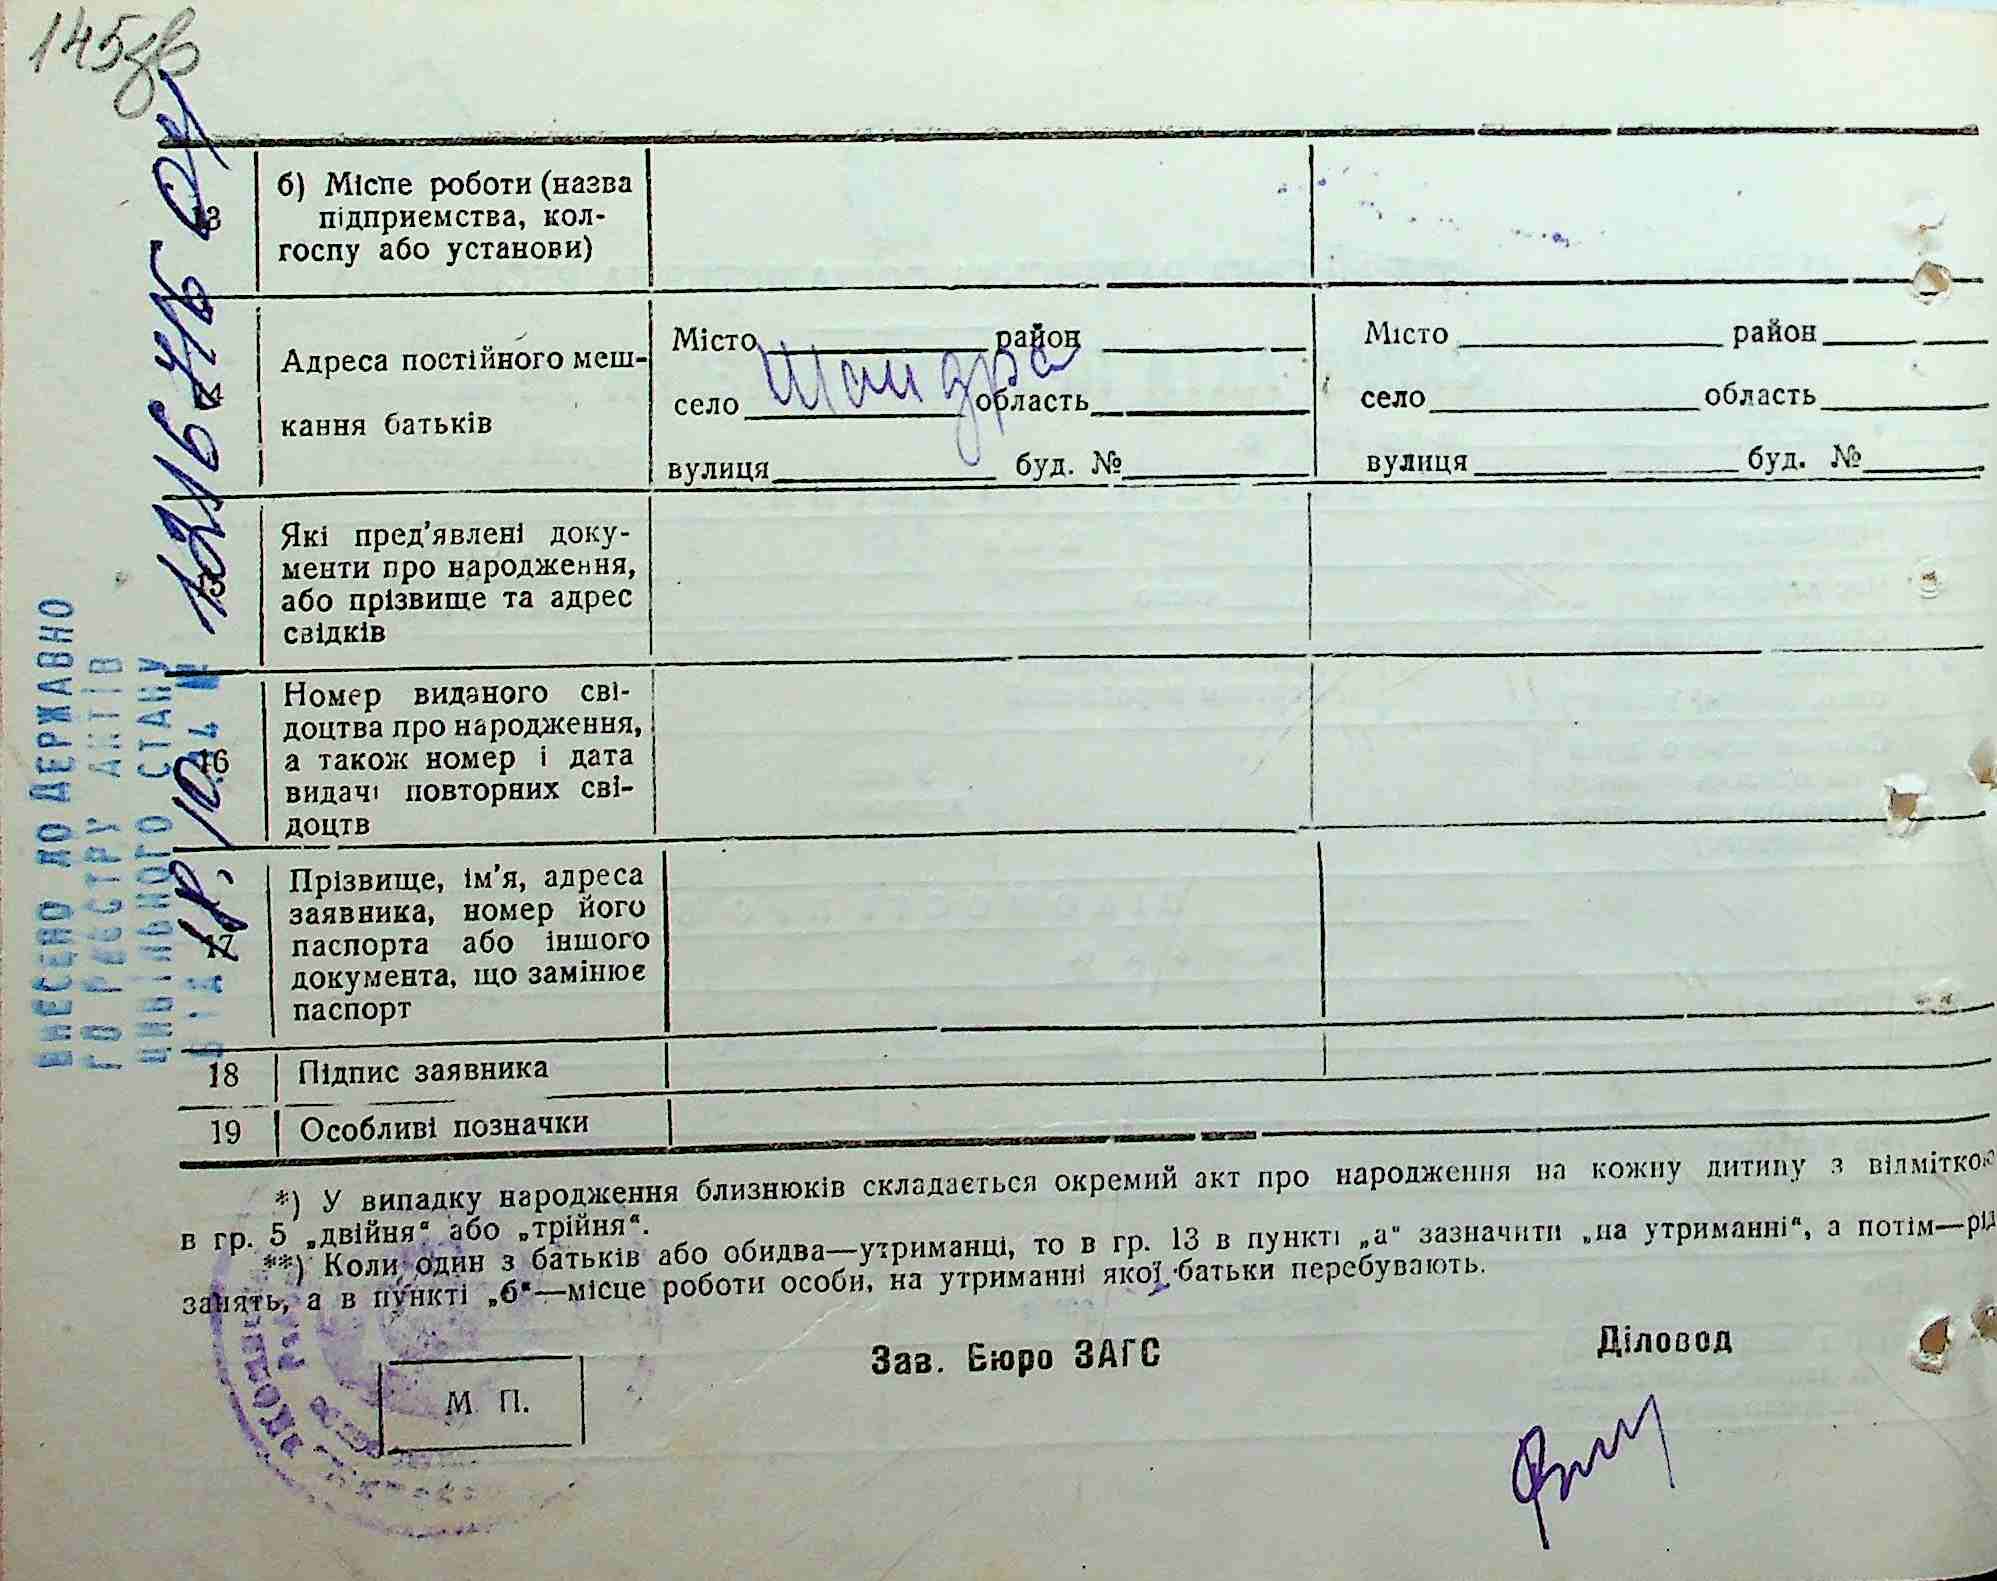 145зв
13
б) Місце роботи (назва
підприємства, кол-
госпу або установи)
14
Адреса постійного меш-
кання батьків
Місто район
село Шандра область
вулиця буд. №
Місто район
село область
вулиця буд. №
15
Які пред’явлені доку-
менти про народження,
або прізвище та адрес
свідків
16
Номер виданого сві-
доцтва про народження,
а також номер і дата
видачі повторних сві-
доцтв
17
Прізвище, ім’я, адреса
заявника, номер його
паспорта або іншого
документа, що замінює
паспорт
18
Підпис заявника
19
Особливі позначки
ВНЕСЕНО ДО ДЕРЖАВНО
ГО РЕЄСТРУ АКТІВ
ЦИВІЛЬНОГО СТАНУ
ВІД №
*) У випадку народження близнюків складається окремий акт про народження на кожну дитину з відміткою
в гр. 5 „двійня“ або „трійня“.
**) Коли один з батьків або обидва—утриманці, то в гр. 13 в пункті „а“ зазначити „на утриманні“, а потім—рід
занять, а в пункті „б“—місце роботи особи, на утриманні якої батьки перебувають.
Зав. Бюро ЗАГС
Діловод
М. П.